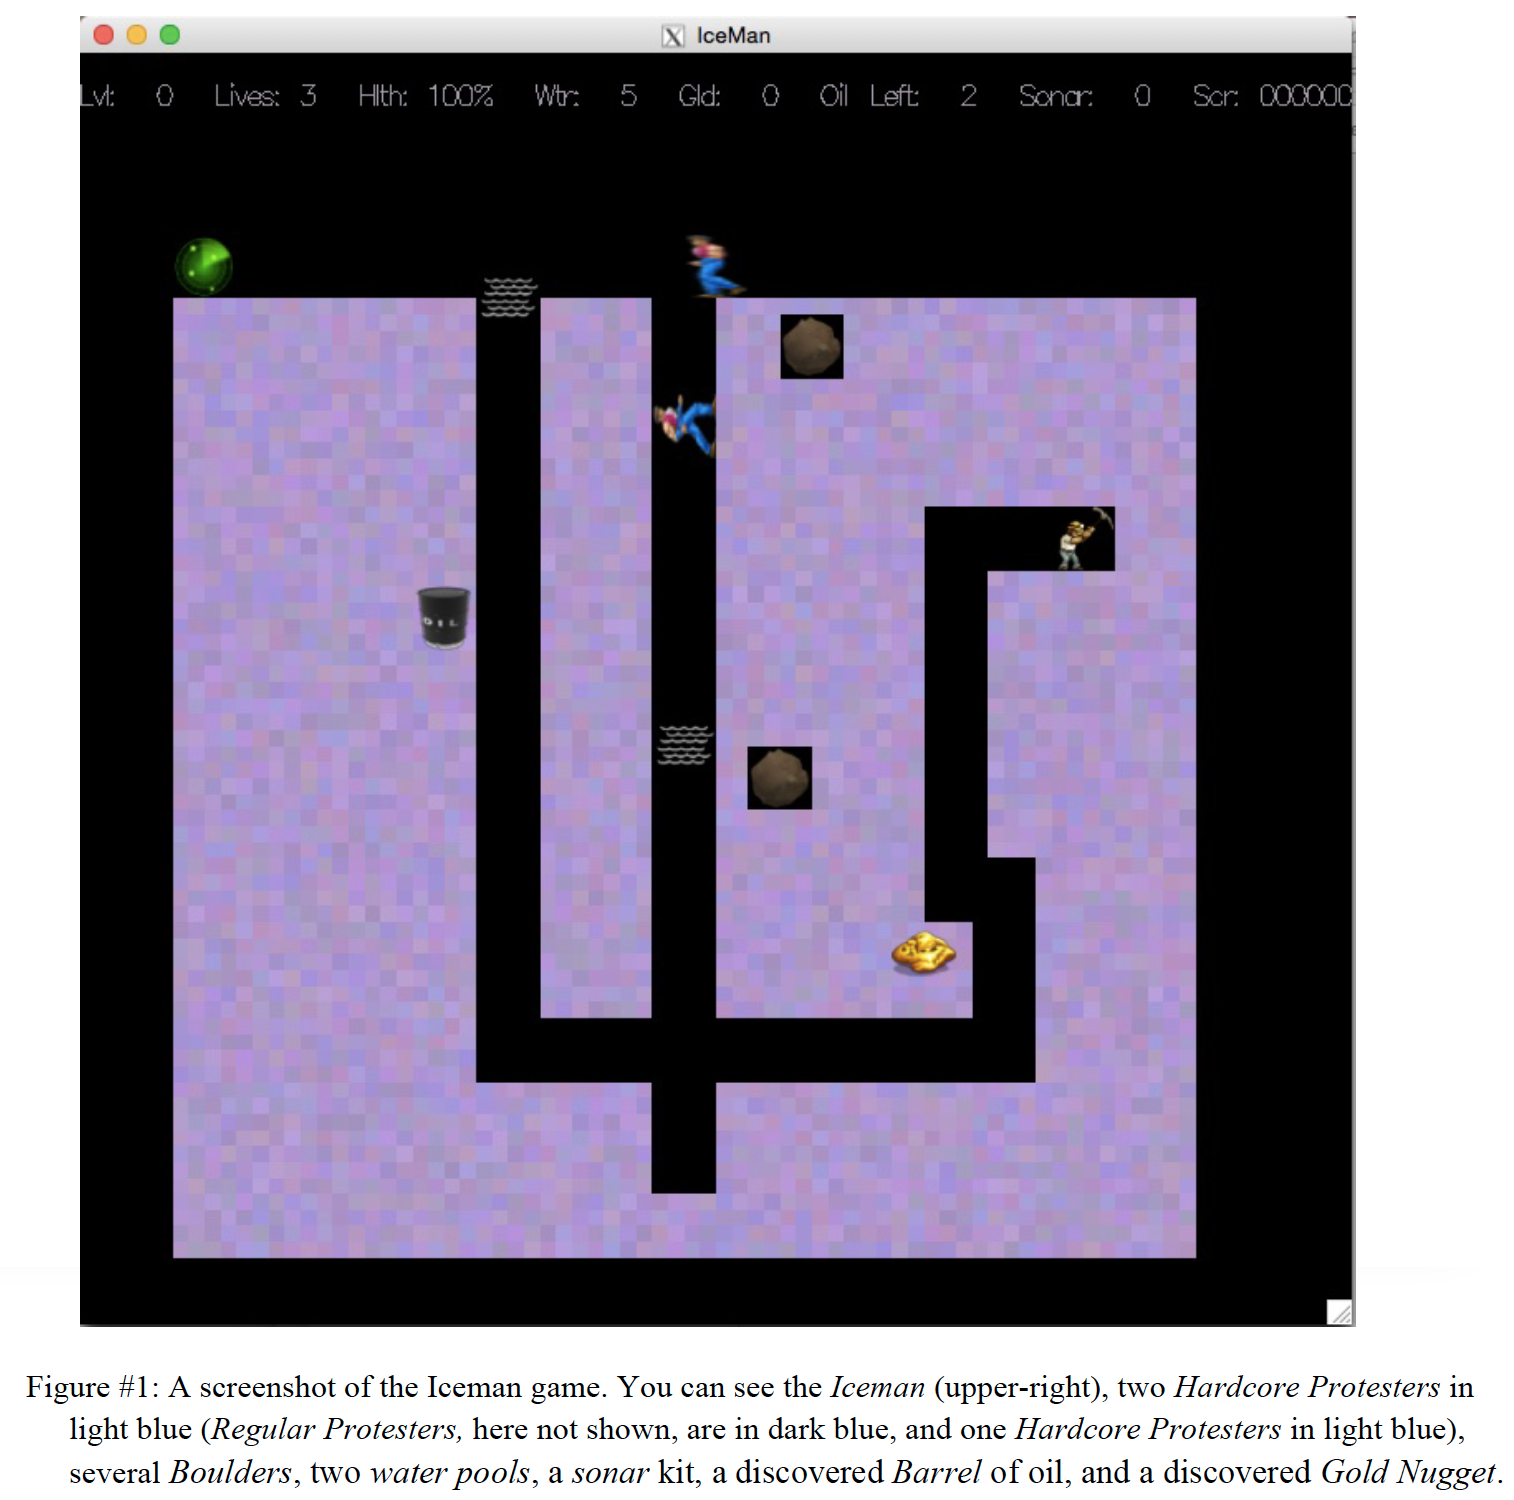 IceMan
Lvl: 0 Lives: 3 Hlth: 100% Wtr: 5 Gld: 0 Oil Left: 2 Sonar: 0 Scr: 000000
OIL
Figure #1: A screenshot of the Iceman game. You can see the Iceman (upper-right), two Hardcore Protesters in
light blue (Regular Protesters, here not shown, are in dark blue, and one Hardcore Protesters in light blue),
several Boulders, two water pools, a sonar kit, a discovered Barrel of oil, and a discovered Gold Nugget.